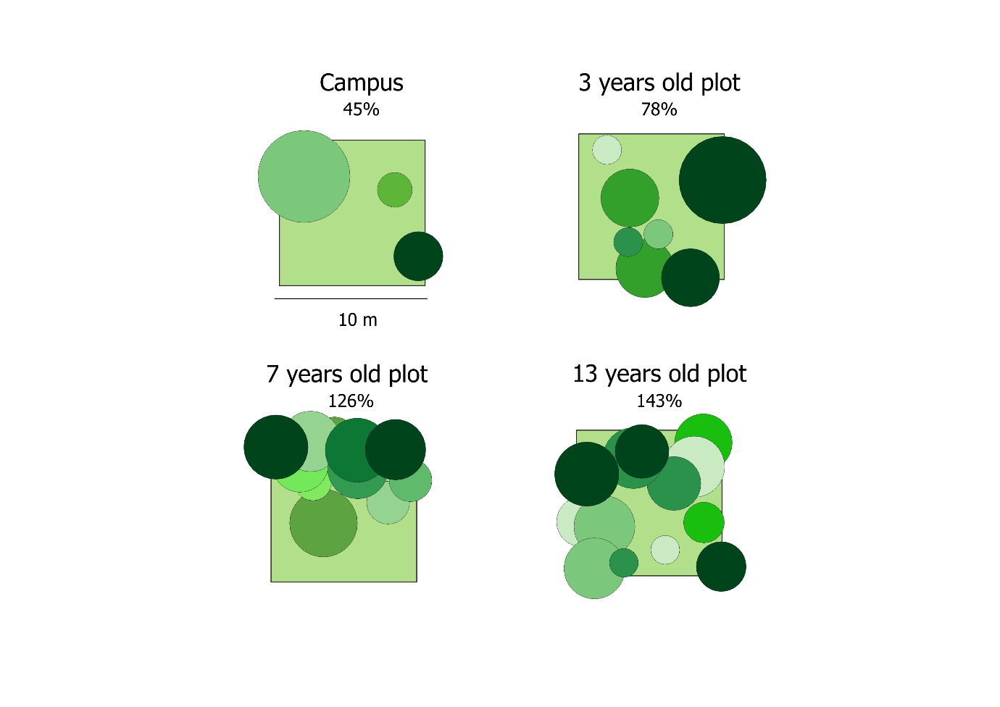 Campus
45%
3 years old plot
78%
10 m
7 years old plot
126%
13 years old plot
143%